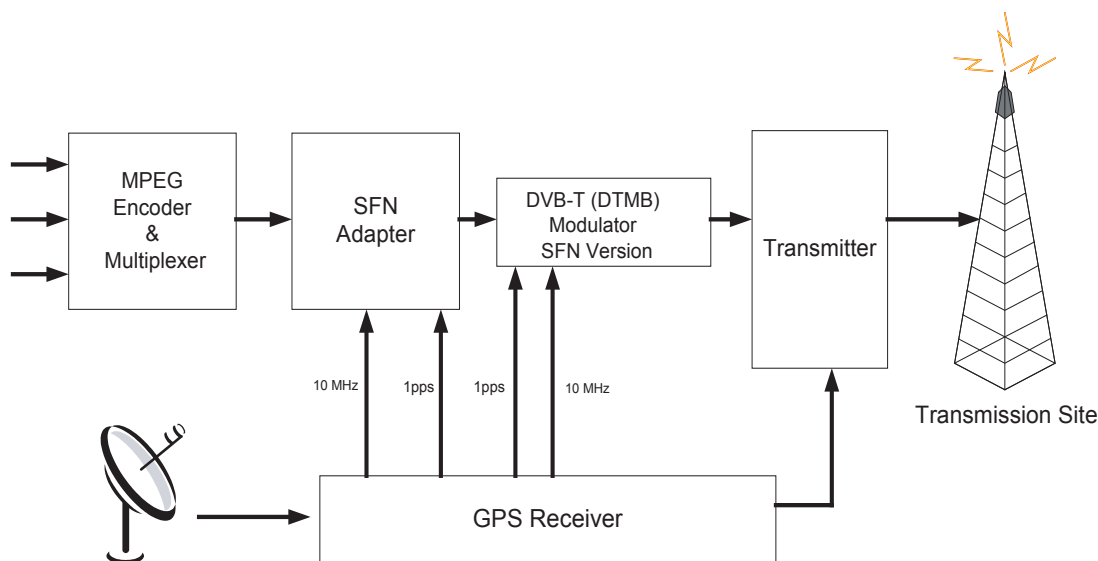 MPEG
Encoder
&
Multiplexer
SFN
Adapter
DVB-T (DTMB)
Modulator
SFN Version
Transmitter
10 MHz
1pps
1pps
10 MHz
Transmission Site
GPS Receiver